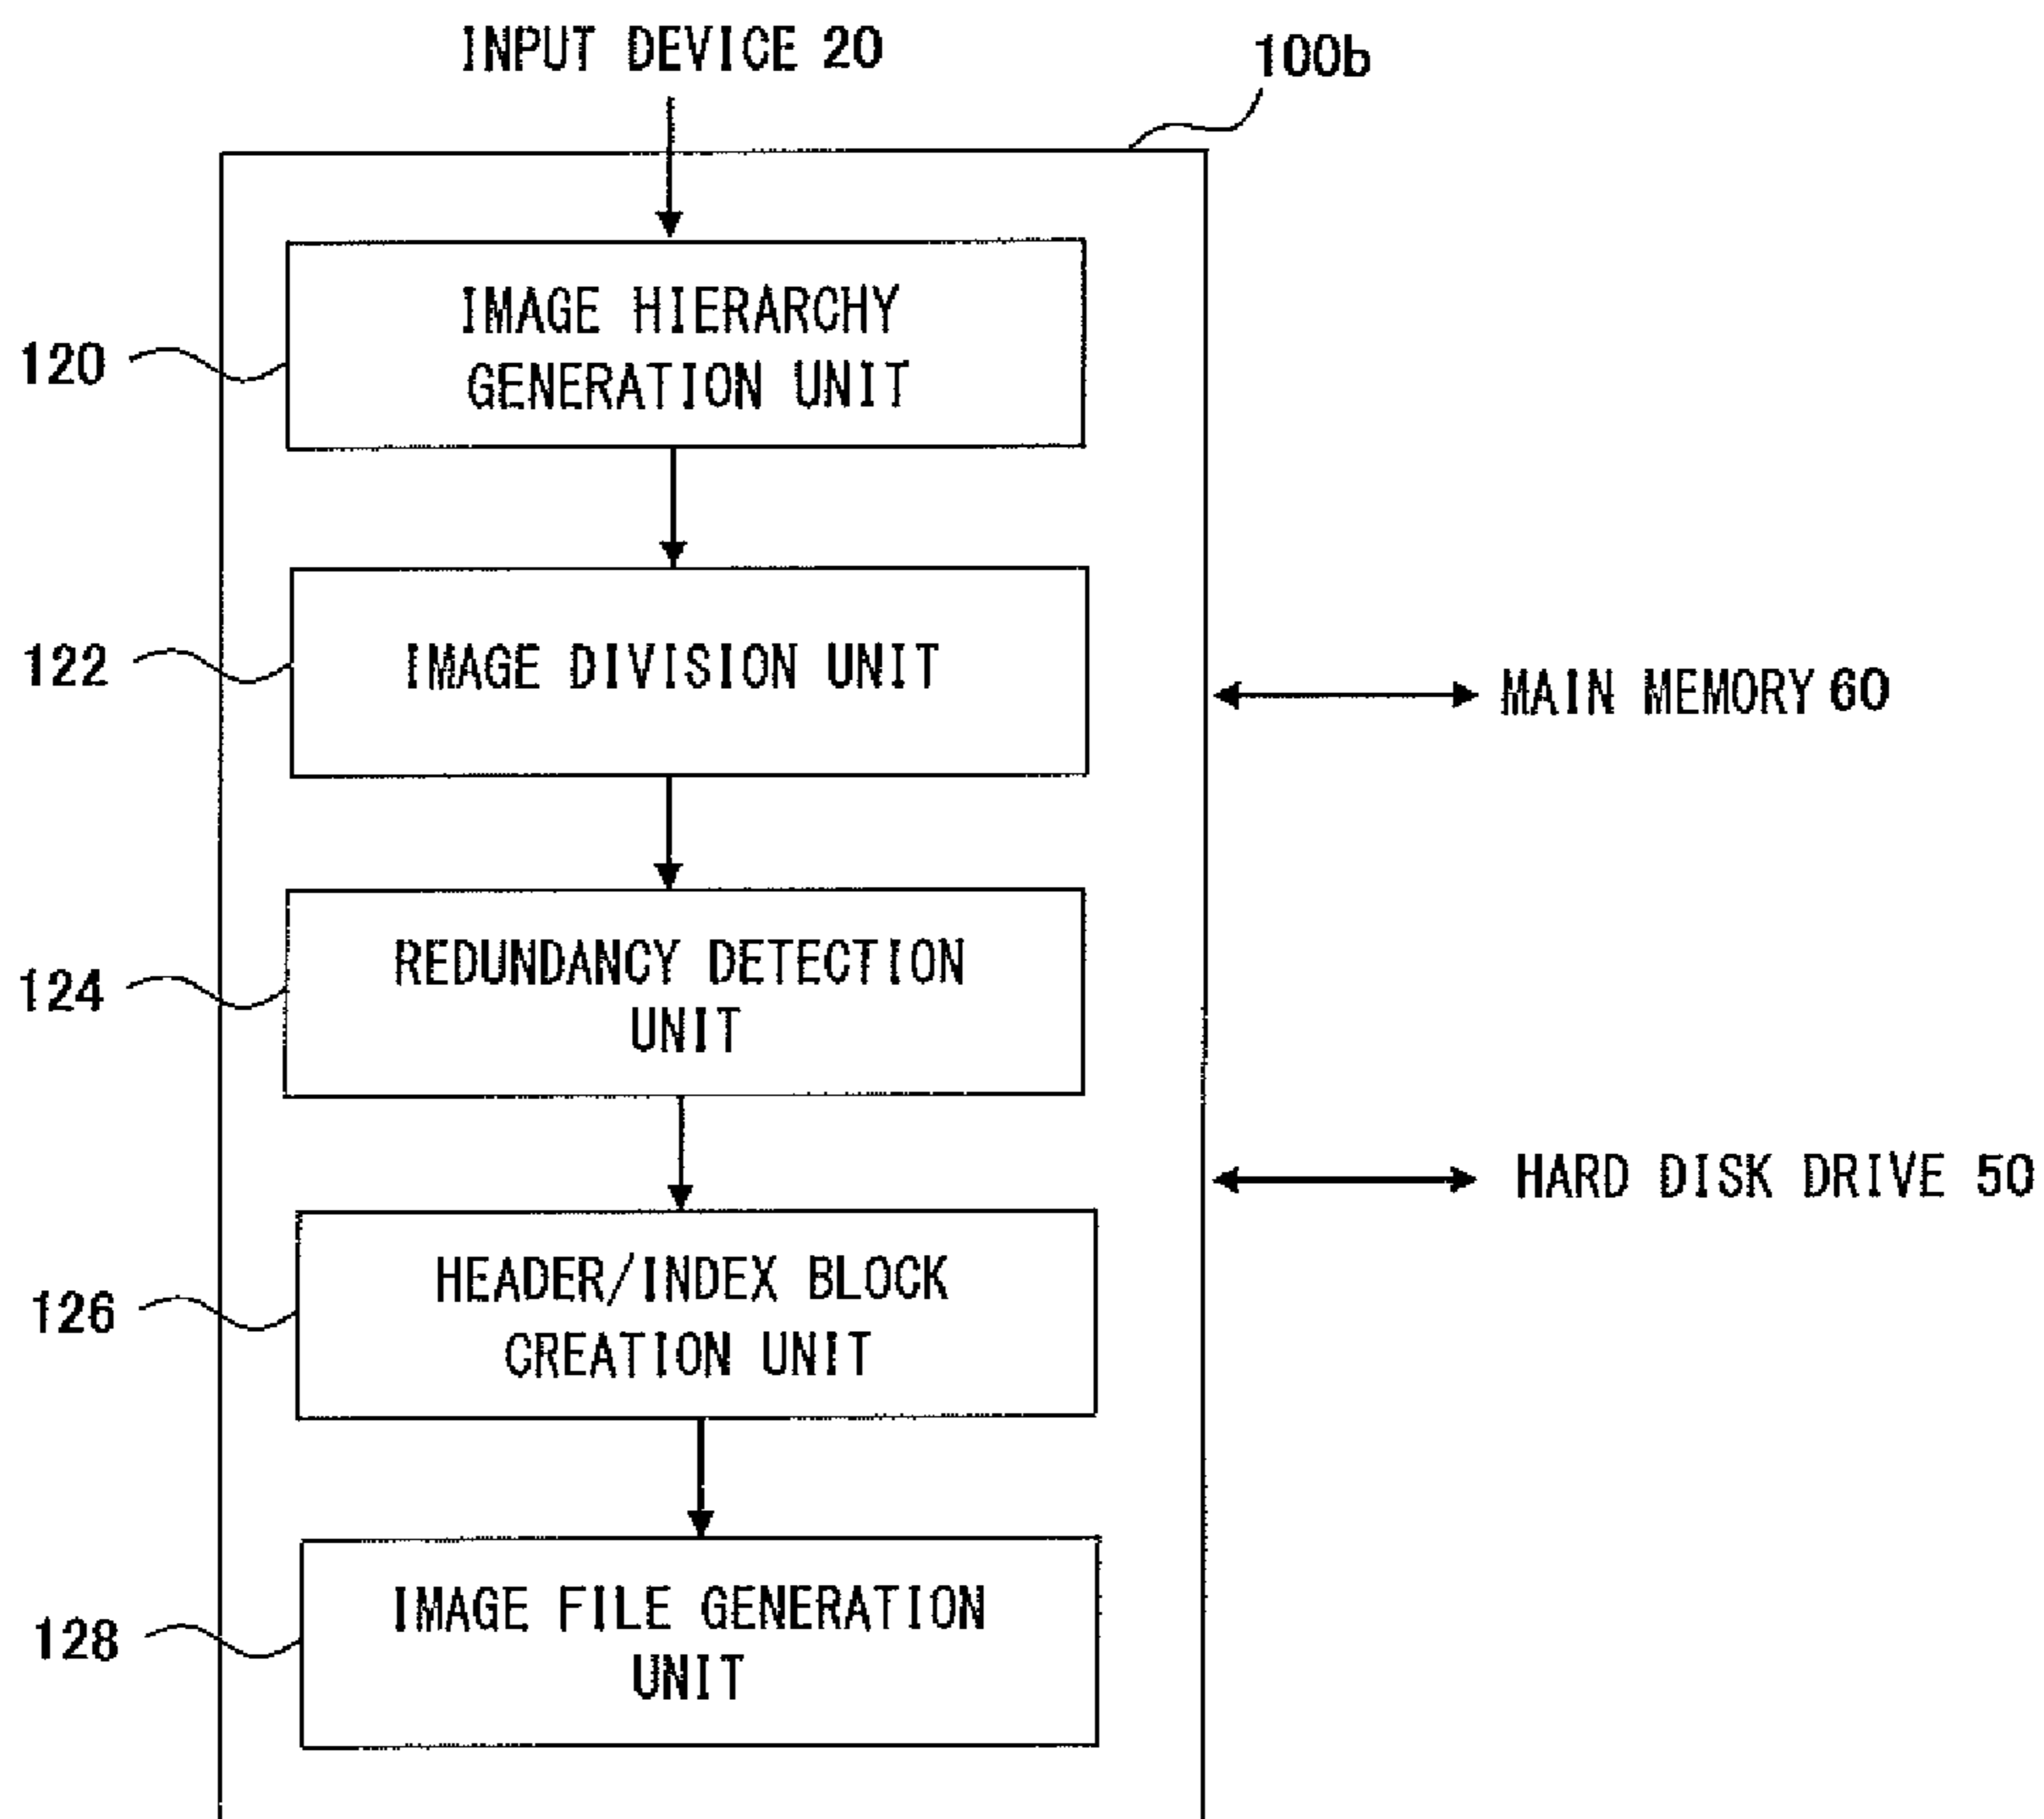 INPUT DEVICE 20
100b
IMAGE HIERARCHY
GENERATION UNIT
120
IMAGE DIVISION UNIT
122
MAIN MEMORY 60
REDUNDANCY DETECTION
UNIT
124
HARD DISK DRIVE 50
HEADER/INDEX BLOCK
CREATION UNIT
126
IMAGE FILE GENERATION
UNIT
128